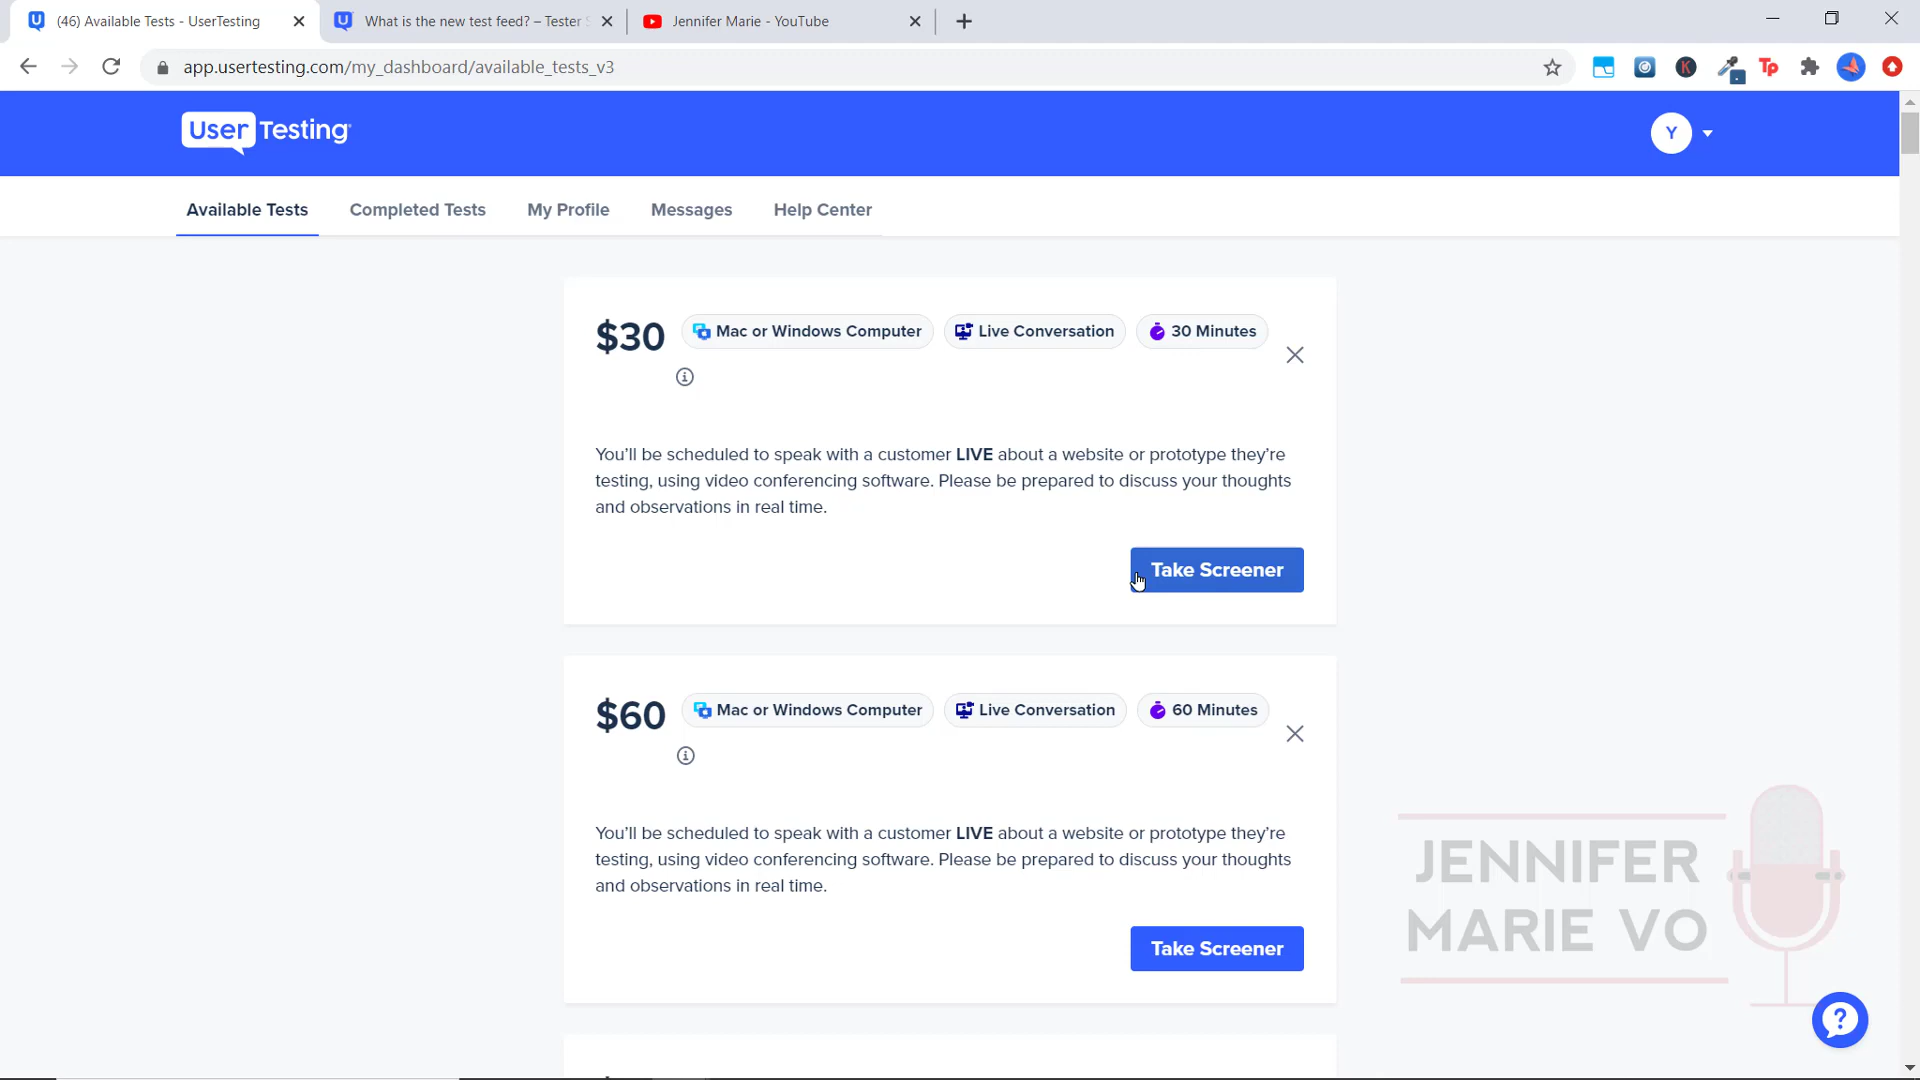 (46) Available Tests - UserTesting
What is the new test feed? – Tester
Jennifer Marie - YouTube
app.usertesting.com/my_dashboard/available_tests_v3
K
Tp
User Testing
Y
Available Tests
Completed Tests
My Profile
Messages
Help Center
$30
Mac or Windows Computer
Live Conversation
30 Minutes
You'll be scheduled to speak with a customer LIVE about a website or prototype they're
testing, using video conferencing software. Please be prepared to discuss your thoughts
and observations in real time.
Take Screener
$60
Mac or Windows Computer
Live Conversation
60 Minutes
You'll be scheduled to speak with a customer LIVE about a website or prototype they're
testing, using video conferencing software. Please be prepared to discuss your thoughts
and observations in real time.
Take Screener
JENNIFER
MARIE VO